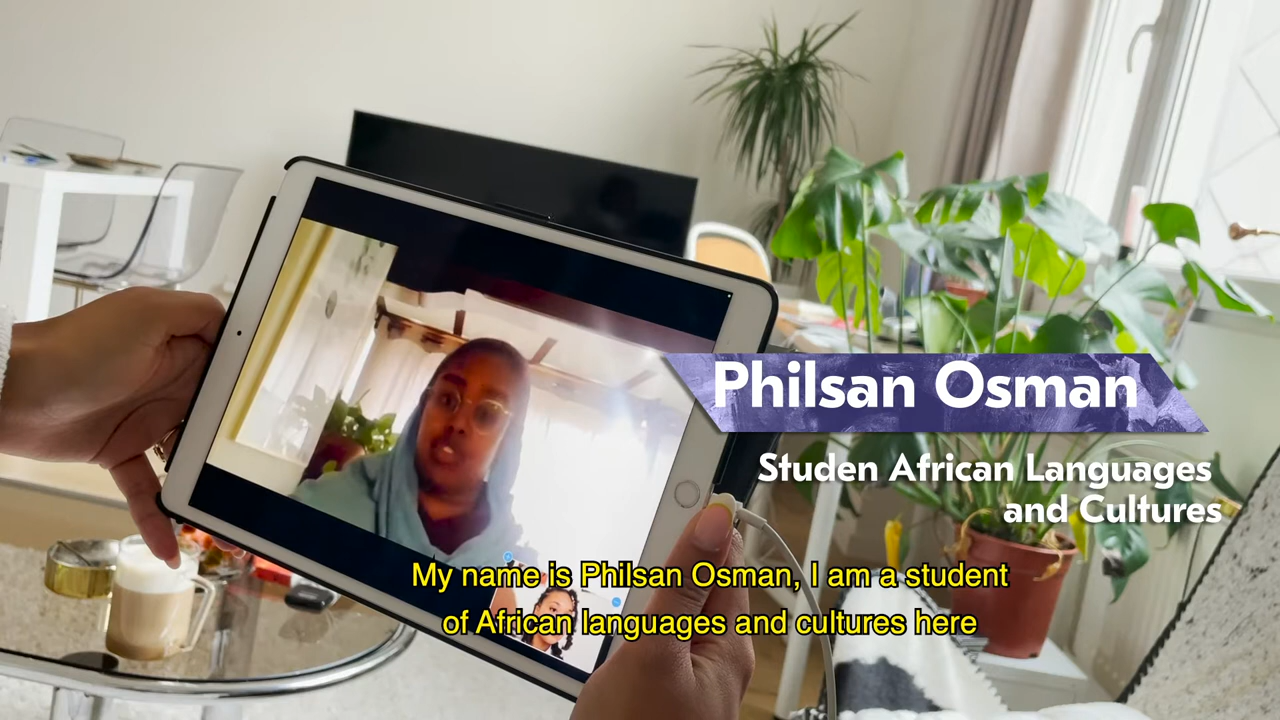 Philsan Osman
Studen African Languages
and Cultures
My name is Philsan Osman, I am a student
of African languages and cultures here